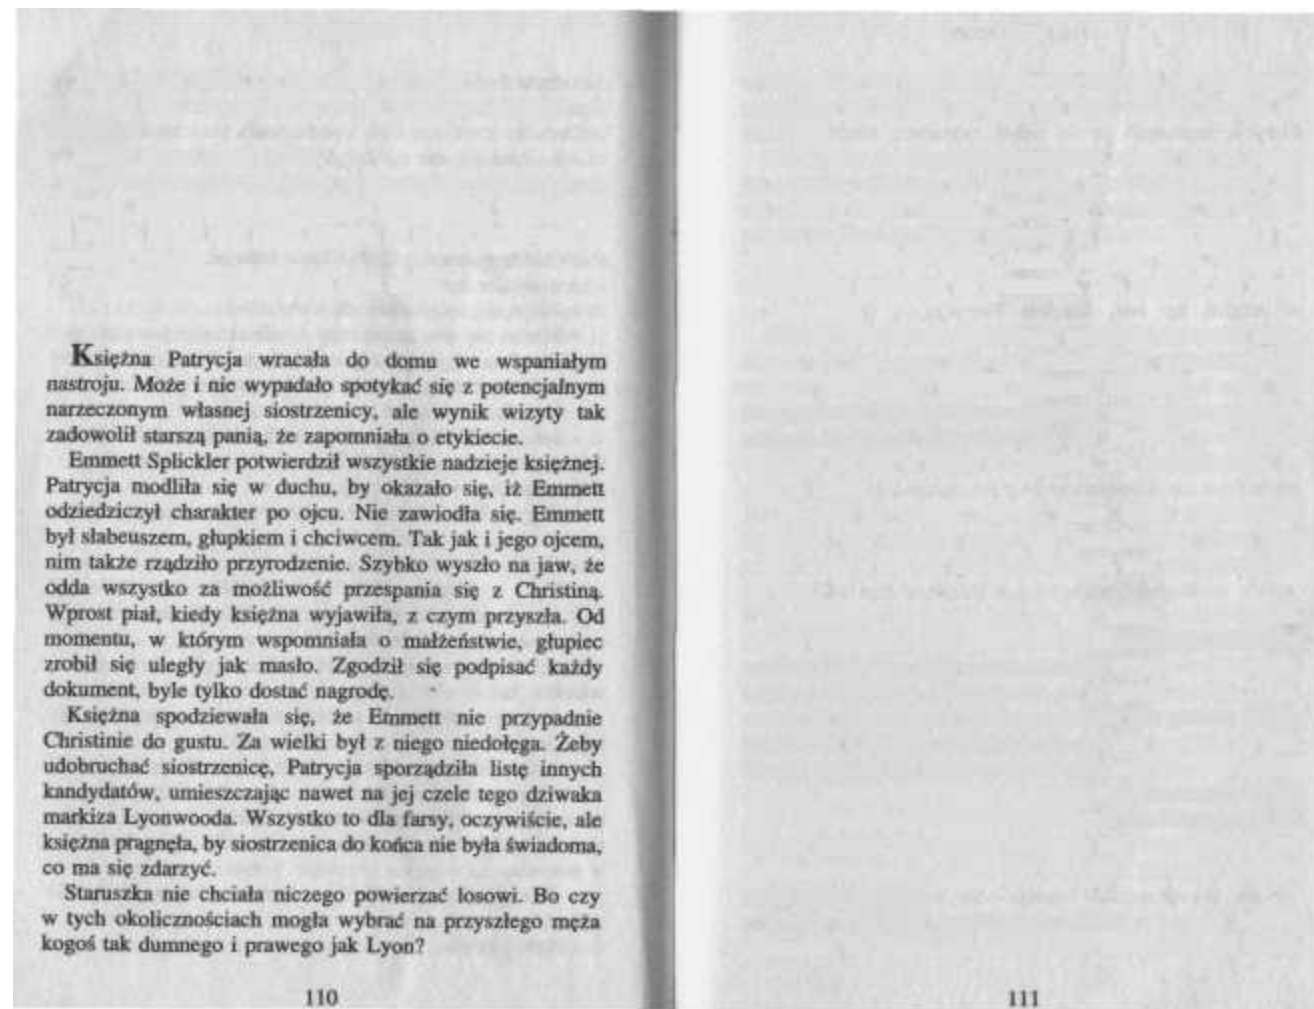 Księżna Patrycja wracała do domu we wspaniałym
nastroju. Może i nie wypadało spotykać się z potencjalnym
narzeczonym własnej siostrzenicy, ale wynik wizyty tak
zadowolił starszą panią, że zapomniała o etykiecie.
Emmett Splickler potwierdził wszystkie nadzieje księżnej.
Patrycja modliła się w duchu, by okazało się, iż Emmett
odziedziczył charakter po ojcu. Nie zawiodła się. Emmett
był słabeuszem, głupkiem i chciwcem. Tak jak i jego ojcem,
nim także rządziło przyrodzenie. Szybko wyszło na jaw, że
odda wszystko za możliwość przespania się z Christiną.
Wprost piał, kiedy księżna wyjawiła, z czym przyszła. Od
momentu, w którym wspomniała o małżeństwie, głupiec
zrobił się uległy jak masło. Zgodził się podpisać każdy
dokument, byle tylko dostać nagrodę.
Księżna spodziewała się, że Emmett nie przypadnie
Christinie do gustu. Za wielki był z niego niedołęga. Żeby
udobruchać siostrzenicę, Patrycja sporządziła listę innych
kandydatów, umieszczając nawet na jej czele tego dziwaka
markiza Lyonwooda. Wszystko to dla farsy, oczywiście, ale
księżna pragnęła, by siostrzenica do końca nie była świadoma,
co ma się zdarzyć.
Staruszka nie chciała niczego powierzać losowi. Bo czy
w tych okolicznościach mogła wybrać na przyszłego męża
kogoś tak dumnego i prawego jak Lyon?
110
111